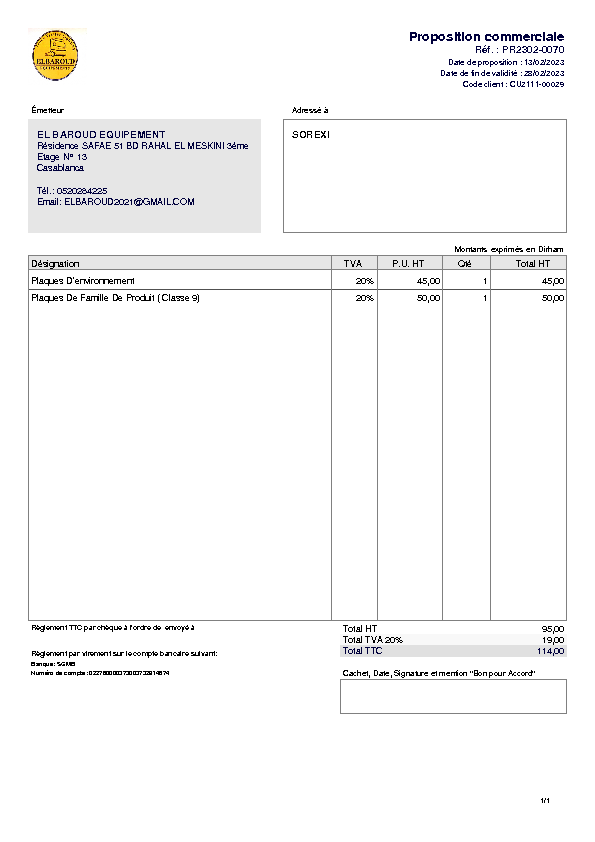 ELBAROUD
EQUIPEMENTS
Proposition commerciale
Réf. : PR2302-0070
Date de proposition : 13/02/2023
Date de fin de validité : 28/02/2023
Code client : CU2111-00029
Émetteur
Adressé à
EL BAROUD EQUIPEMENT
Résidence SAFAE 51 BD RAHAL EL MESKINI 3éme
Etage N° 13
Casablanca
Tél.: 0520284225
Email: ELBAROUD2021@GMAIL.COM
SOREXI
Montants exprimés en Dirham
Désignation TVA P.U. HT Qté Total HT
Plaques D'environnement 20% 45,00 1 45,00
Plaques De Famille De Produit ( Classe 9) 20% 50,00 1 50,00
Règlement TTC par chèque à l'ordre de envoyé à
Total HT 95,00
Total TVA 20% 19,00
Total TTC 114,00
Règlement par virement sur le compte bancaire suivant:
Banque: SGMB
Numéro de compte:
Cachet, Date, Signature et mention "Bon pour Accord"
1/1